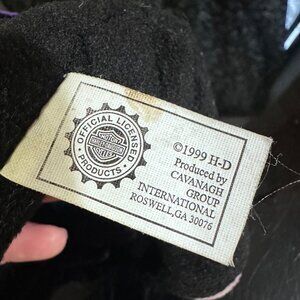 OFFICIAL LICENSED
PRODUCTS
©1999 H-D
Produced by
CAVANAGH
GROUP
INTERNATIONAL
ROSWELL,GA 30076